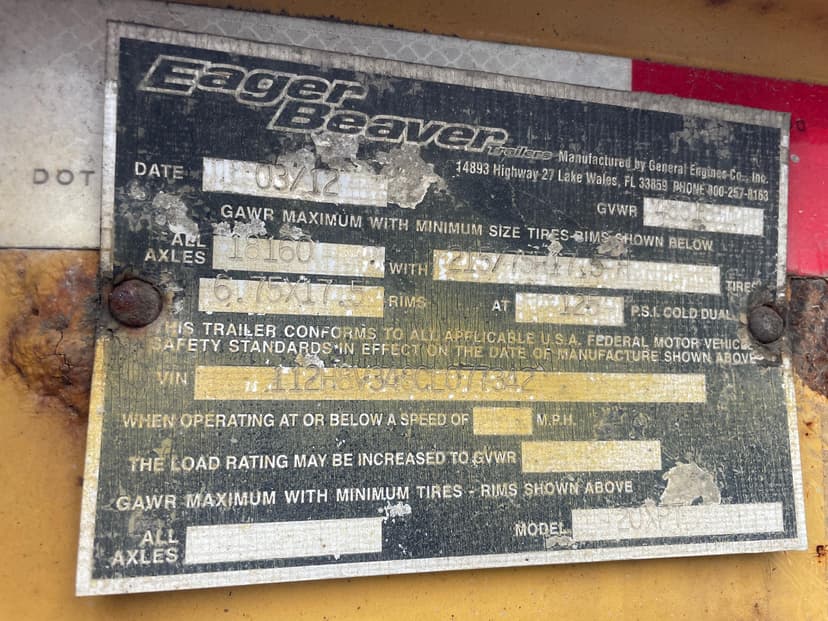 Eager
Beaver Trailers
Manufactured by General Engines Co., Inc.
14893 Highway 27 Lake Wales, FL 33859 PHONE 800-257-8163
DOT
DATE 03/12
GVWR
GAWR MAXIMUM WITH MINIMUM SIZE TIRES-RIMS SHOWN BELOW
ALL AXLES 18160 WITH TIRES
6.75X17.5 RIMS AT P.S.I. COLD DUAL
THIS TRAILER CONFORMS TO ALL APPLICABLE U.S.A. FEDERAL MOTOR VEHICLE
SAFETY STANDARDS IN EFFECT ON THE DATE OF MANUFACTURE SHOWN ABOVE
VIN
WHEN OPERATING AT OR BELOW A SPEED OF M.P.H.
THE LOAD RATING MAY BE INCREASED TO GVWR
GAWR MAXIMUM WITH MINIMUM TIRES - RIMS SHOWN ABOVE
ALL AXLES
MODEL 20XPT